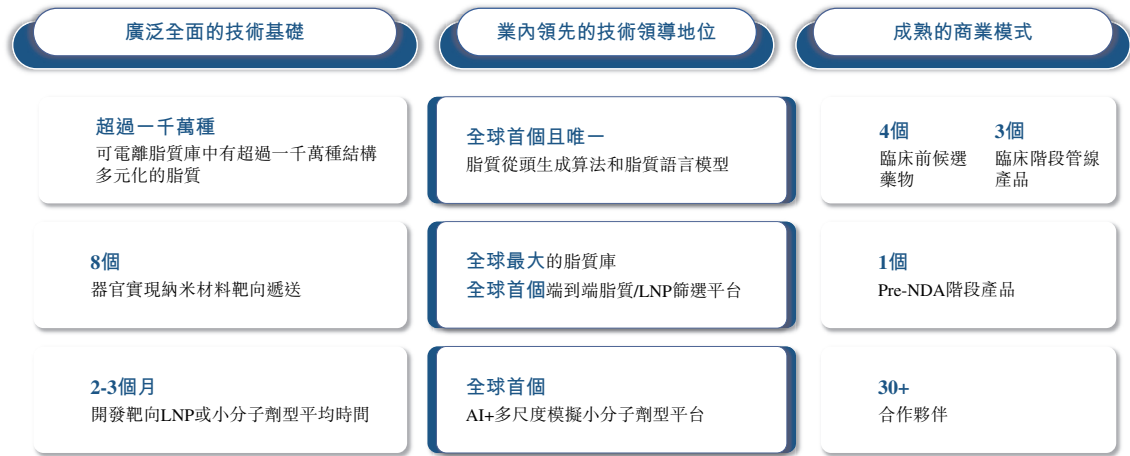 廣泛全面的技術基礎
超過一千萬種
可電離脂質庫中有超過一千萬種結構
多元化的脂質
8個
器官實現納米材料靶向遞送
2-3個月
開發靶向LNP或小分子劑型平均時間
業內領先的技術領導地位
全球首個且唯一
脂質從頭生成算法和脂質語言模型
全球最大的脂質庫
全球首個端到端脂質/LNP篩選平台
全球首個
AI+多尺度模擬小分子劑型平台
成熟的商業模式
4個
臨床前候選
藥物
3個
臨床階段管線
產品
1個
Pre-NDA階段產品
30+
合作夥伴